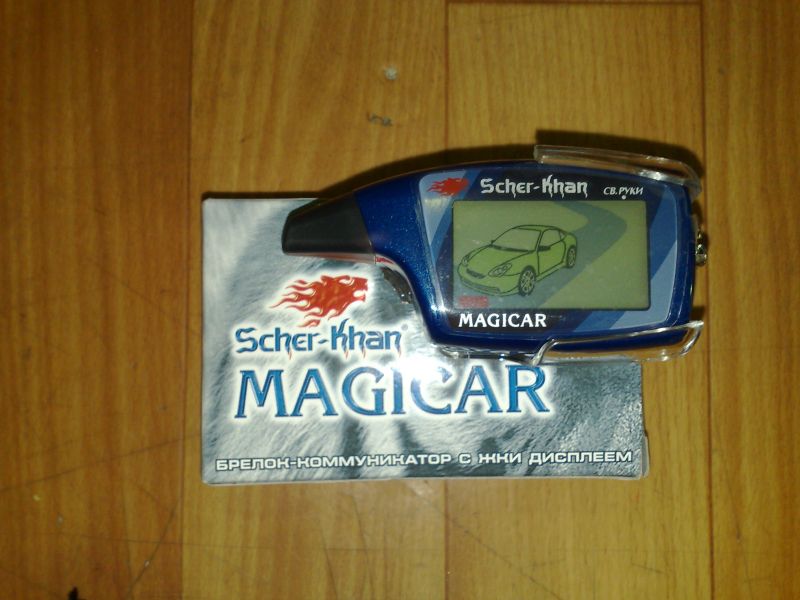 Scher-Khan
СВ.РУКИ
MAGICAR
Scher-Khan
MAGICAR
БРЕЛОК-КОММУНИКАТОР С ЖКИ ДИСПЛЕЕМ